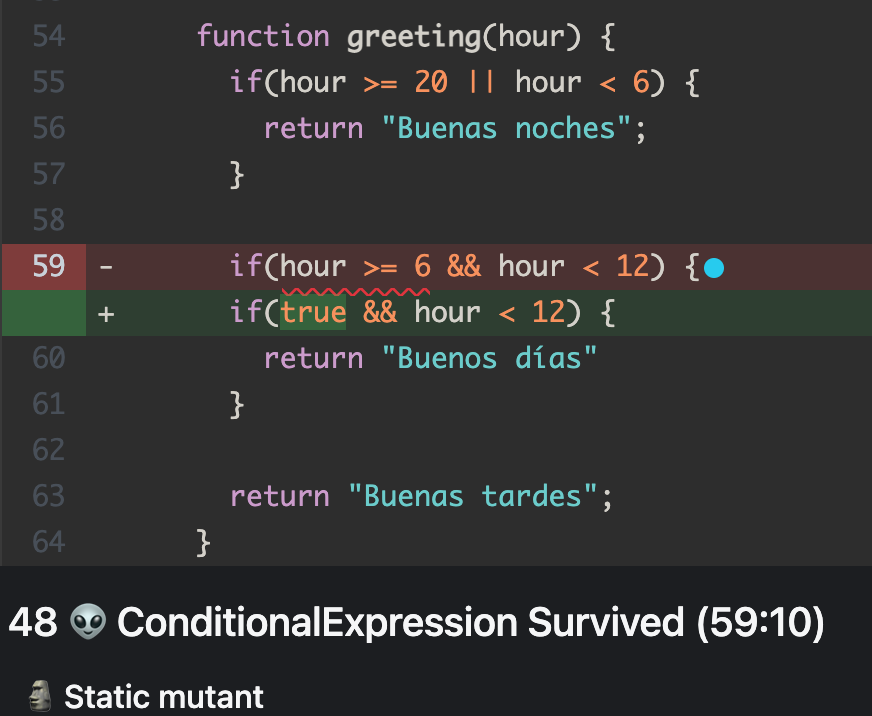 54 function greeting(hour) {
55 if(hour >= 20 || hour < 6) {
56 return "Buenas noches";
57 }
58
59 - if(hour >= 6 && hour < 12) {
+ if(true && hour < 12) {
60 return "Buenos días"
61 }
62
63 return "Buenas tardes";
64 }
48 👽 ConditionalExpression Survived (59:10)
🗿 Static mutant